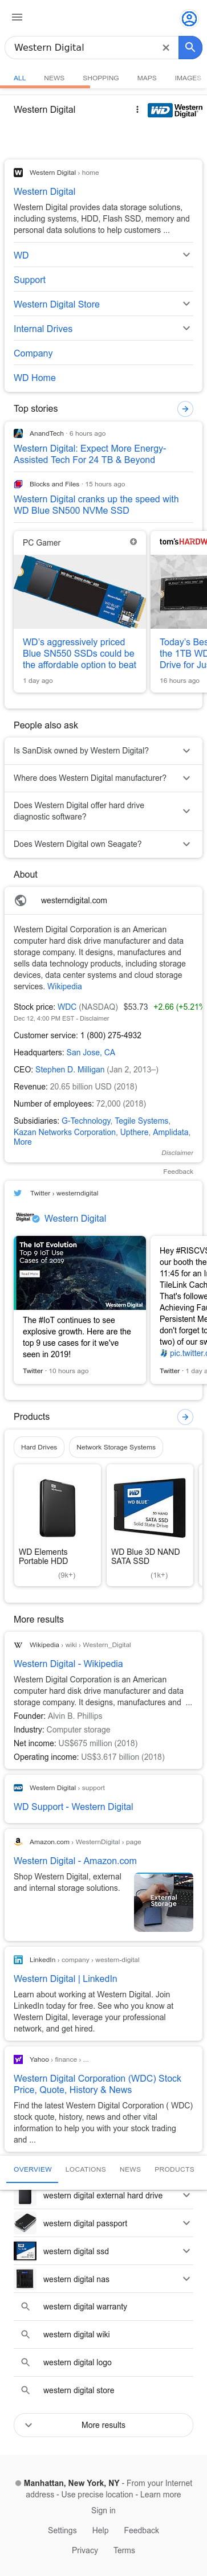 Western Digital
ALL NEWS SHOPPING MAPS IMAGES
Western Digital
Western Digital
Western Digital › home
Western Digital
Western Digital provides data storage solutions,
including systems, HDD, Flash SSD, memory and
personal data solutions to help customers ...
WD
Support
Western Digital Store
Internal Drives
Company
WD Home
Top stories
AnandTech · 6 hours ago
Western Digital: Expect More Energy-
Assisted Tech For 24 TB & Beyond
Blocks and Files · 15 hours ago
Western Digital cranks up the speed with
WD Blue SN500 NVMe SSD
PC Gamer
WD's aggressively priced
Blue SN550 SSDs could be
the affordable option to beat
1 day ago
tom's HARDW
Today's Bes
the 1TB WD
Drive for Ju
16 hours ago
People also ask
Is SanDisk owned by Western Digital?
Where does Western Digital manufacturer?
Does Western Digital offer hard drive
diagnostic software?
Does Western Digital own Seagate?
About
westerndigital.com
Western Digital Corporation is an American
computer hard disk drive manufacturer and data
storage company. It designs, manufactures and
sells data technology products, including storage
devices, data center systems and cloud storage
services. Wikipedia
Stock price: WDC (NASDAQ) $53.73 +2.66 (+5.21%
Dec 12, 4:00 PM EST - Disclaimer
Customer service: 1 (800) 275-4932
Headquarters: San Jose, CA
CEO: Stephen D. Milligan (Jan 2, 2013–)
Revenue: 20.65 billion USD (2018)
Number of employees: 72,000 (2018)
Subsidiaries: G-Technology, Tegile Systems,
Kazan Networks Corporation, Upthere, Amplidata,
More
Disclaimer
Feedback
Twitter › westerndigital
Western Digital
The IoT Evolution
Top 9 IoT Use
Cases of 2019
Read More
Western Digital
The #IoT continues to see
explosive growth. Here are the
top 9 use cases for it we've
seen in 2019!
Twitter · 10 hours ago
Hey #RISCVS
our booth the
11:45 for an In
TileLink Cach
That's followe
Achieving Fau
Persistent Me
don't forget to
two) of our sw
pic.twitter.c
Twitter · 1 day a
Products
Hard Drives
Network Storage Systems
WD Elements
Portable HDD
(9k+)
WD BLUE
WD Blue 3D NAND
SATA SSD
(1k+)
More results
Wikipedia › wiki › Western_Digital
Western Digital - Wikipedia
Western Digital Corporation is an American
computer hard disk drive manufacturer and data
storage company. It designs, manufactures and ...
Founder: Alvin B. Phillips
Industry: Computer storage
Net income: US$675 million (2018)
Operating income: US$3.617 billion (2018)
Western Digital › support
WD Support - Western Digital
Amazon.com › WesternDigital › page
Western Digital - Amazon.com
Shop Western Digital, external
and internal storage solutions.
External
Storage
LinkedIn › company › western-digital
Western Digital | LinkedIn
Learn about working at Western Digital. Join
LinkedIn today for free. See who you know at
Western Digital, leverage your professional
network, and get hired.
Yahoo › finance › ...
Western Digital Corporation (WDC) Stock
Price, Quote, History & News
Find the latest Western Digital Corporation ( WDC)
stock quote, history, news and other vital
information to help you with your stock trading
and ...
OVERVIEW LOCATIONS NEWS PRODUCTS
western digital external hard drive
western digital passport
western digital ssd
western digital nas
western digital warranty
western digital wiki
western digital logo
western digital store
More results
Manhattan, New York, NY - From your Internet
address - Use precise location - Learn more
Sign in
Settings Help Feedback
Privacy Terms